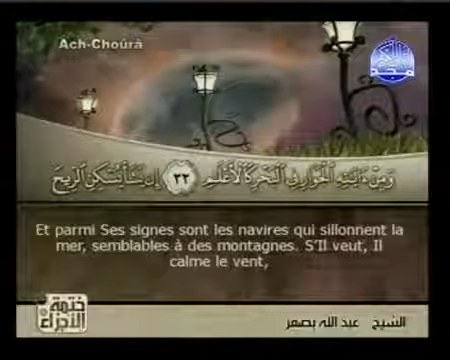 Ach-Choûrâ
وَمِنْ ءَايَٰتِهِ ٱلْجَوَارِ فِى ٱلْبَحْرِ كَٱلْأَعْلَٰمِ ٣٢ إِن يَشَأْ يُسْكِنِ ٱلرِّيحَ
Et parmi Ses signes sont les navires qui sillonnent la
mer, semblables à des montagnes. S'Il veut, Il
calme le vent,
ختمة
الأجزاء
الشيخ عبد الله بصفر